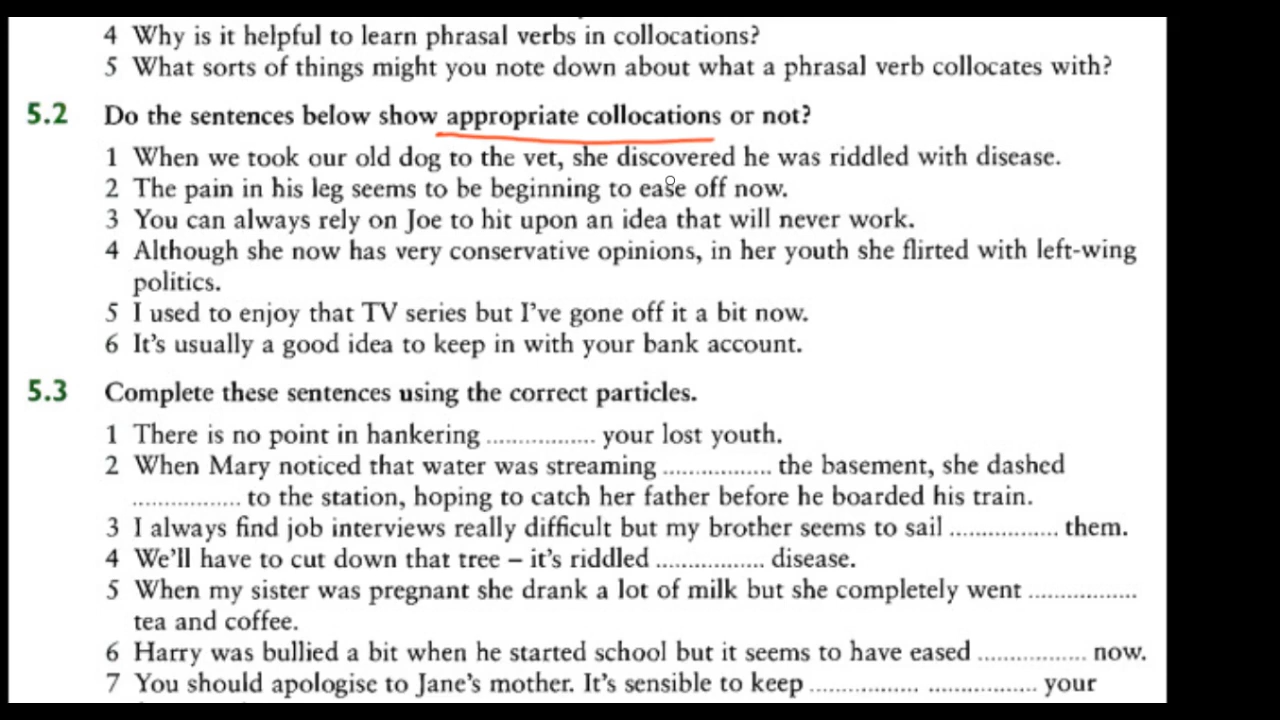 4 Why is it helpful to learn phrasal verbs in collocations?
5 What sorts of things might you note down about what a phrasal verb collocates with?
5.2 Do the sentences below show appropriate collocations or not?
1 When we took our old dog to the vet, she discovered he was riddled with disease.
2 The pain in his leg seems to be beginning to ease off now.
3 You can always rely on Joe to hit upon an idea that will never work.
4 Although she now has very conservative opinions, in her youth she flirted with left-wing
politics.
5 I used to enjoy that TV series but I've gone off it a bit now.
6 It's usually a good idea to keep in with your bank account.
5.3 Complete these sentences using the correct particles.
1 There is no point in hankering ................. your lost youth.
2 When Mary noticed that water was streaming ................. the basement, she dashed
................. to the station, hoping to catch her father before he boarded his train.
3 I always find job interviews really difficult but my brother seems to sail ................. them.
4 We'll have to cut down that tree – it's riddled ................. disease.
5 When my sister was pregnant she drank a lot of milk but she completely went .................
tea and coffee.
6 Harry was bullied a bit when he started school but it seems to have eased ................. now.
7 You should apologise to Jane's mother. It's sensible to keep ................. ................. your